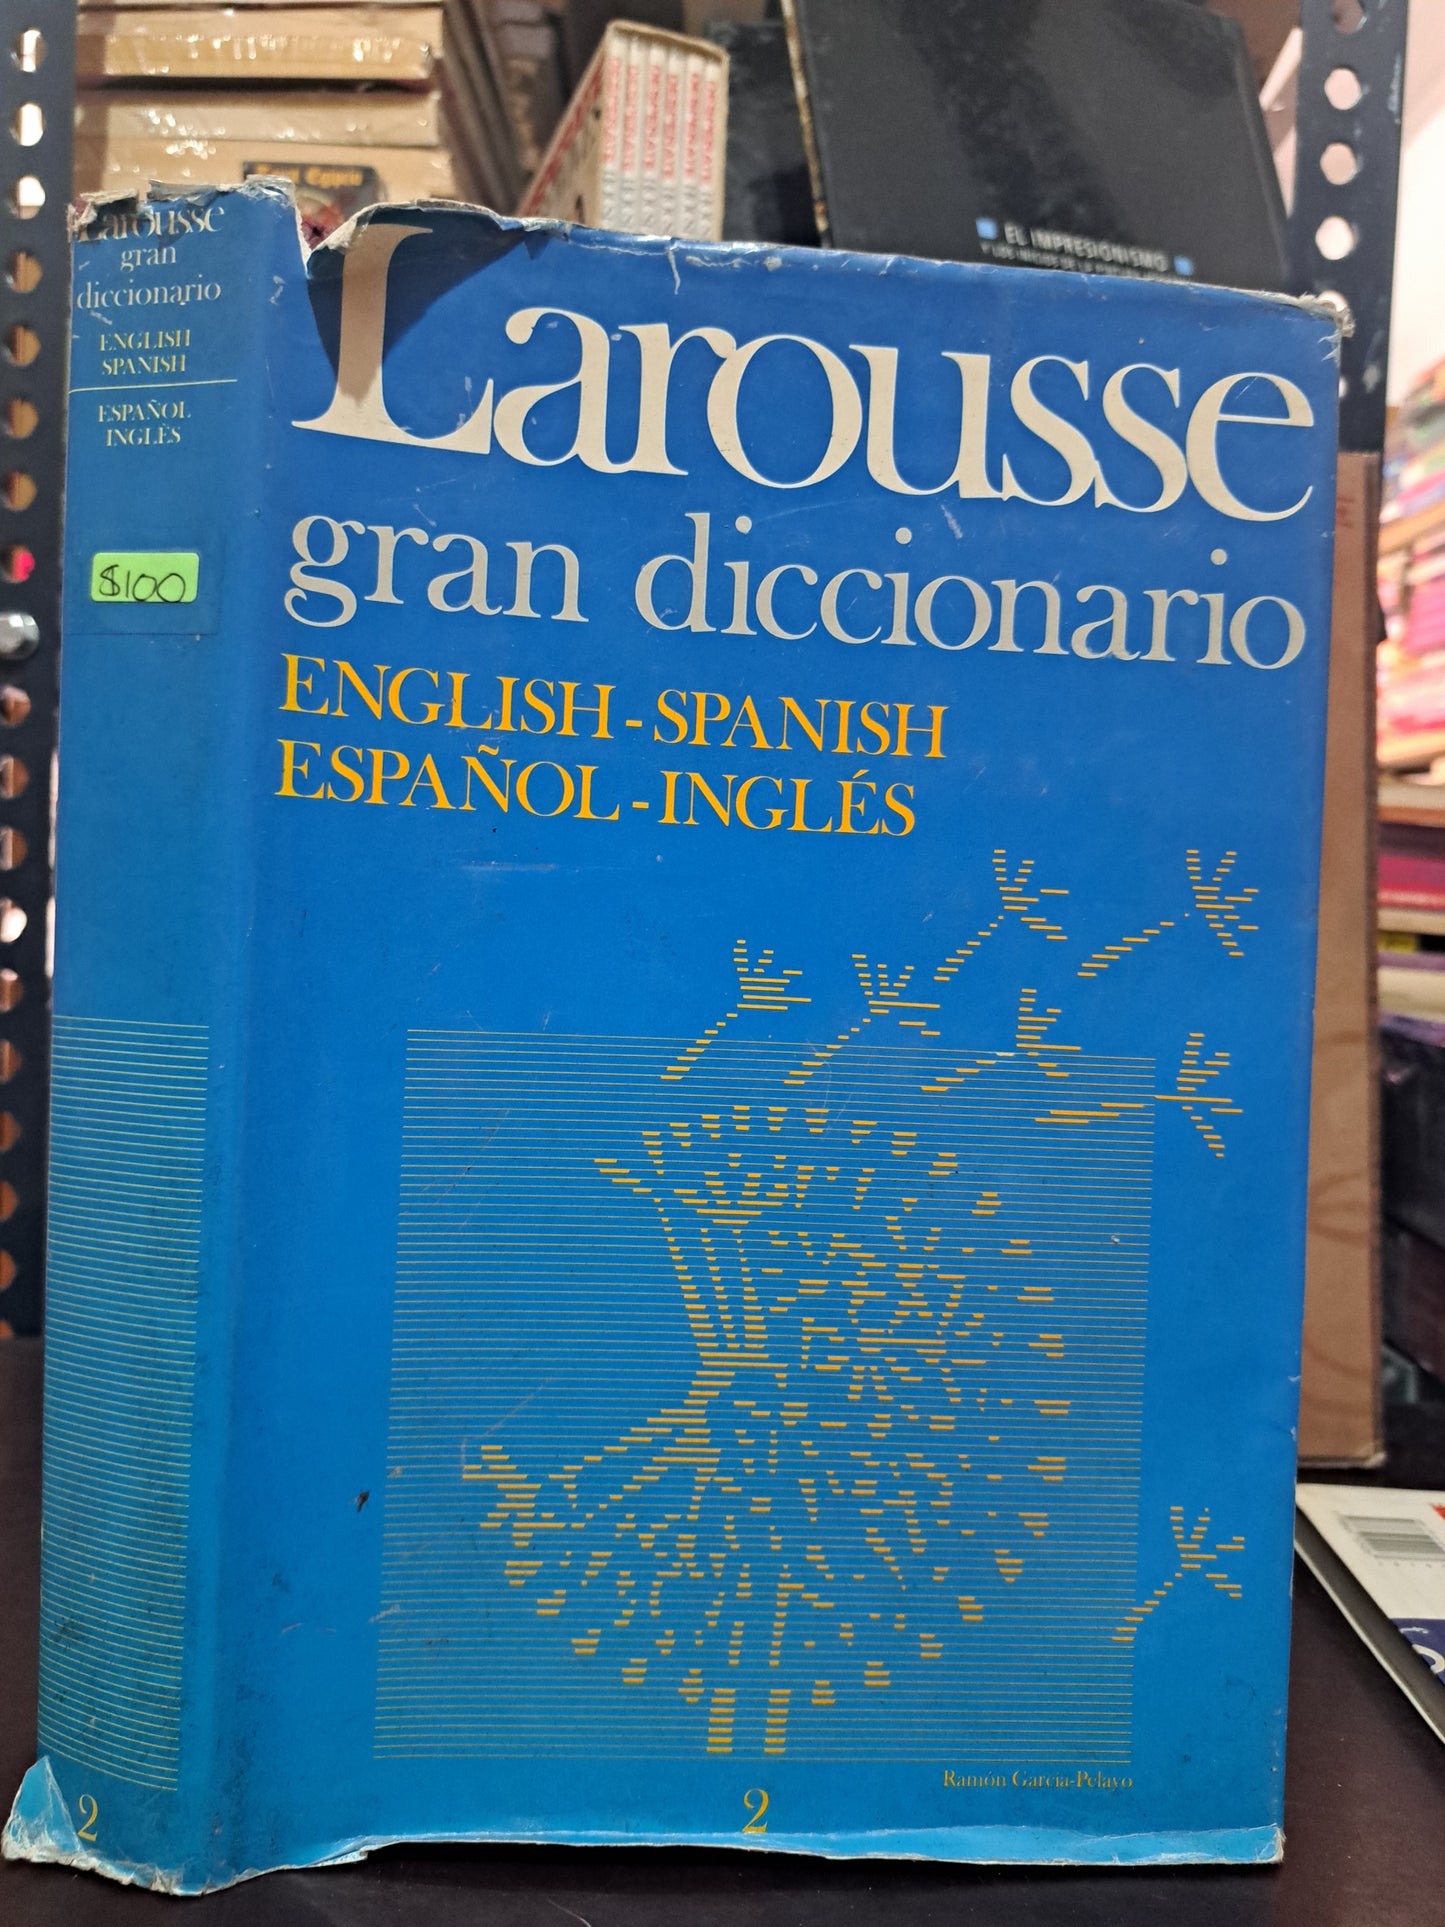 Larousse
gran
diccionario
ENGLISH
SPANISH
ESPAÑOL
INGLÉS
$100
2
Larousse
gran diccionario
ENGLISH-SPANISH
ESPAÑOL-INGLÉS
Ramón García-Pelayo
2
EL IMPRESIONISMO